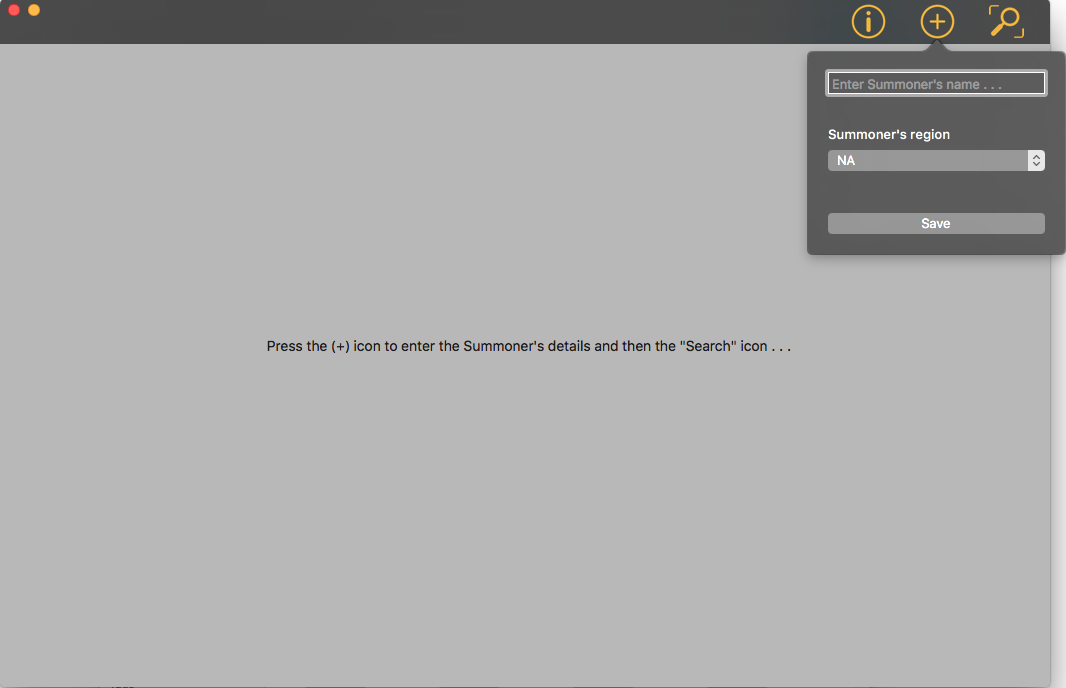 Enter Summoner's name . . .
Summoner's region
NA
Save
Press the (+) icon to enter the Summoner's details and then the "Search" icon . . .